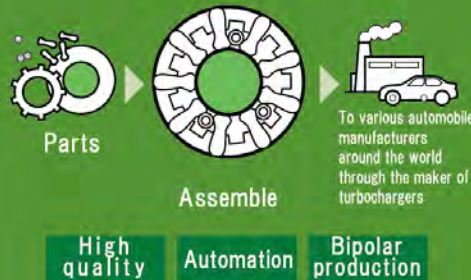 Parts
Assemble
To various automobile
manufacturers
around the world
through the maker of
turbochargers
High
quality
Automation
Bipolar
production